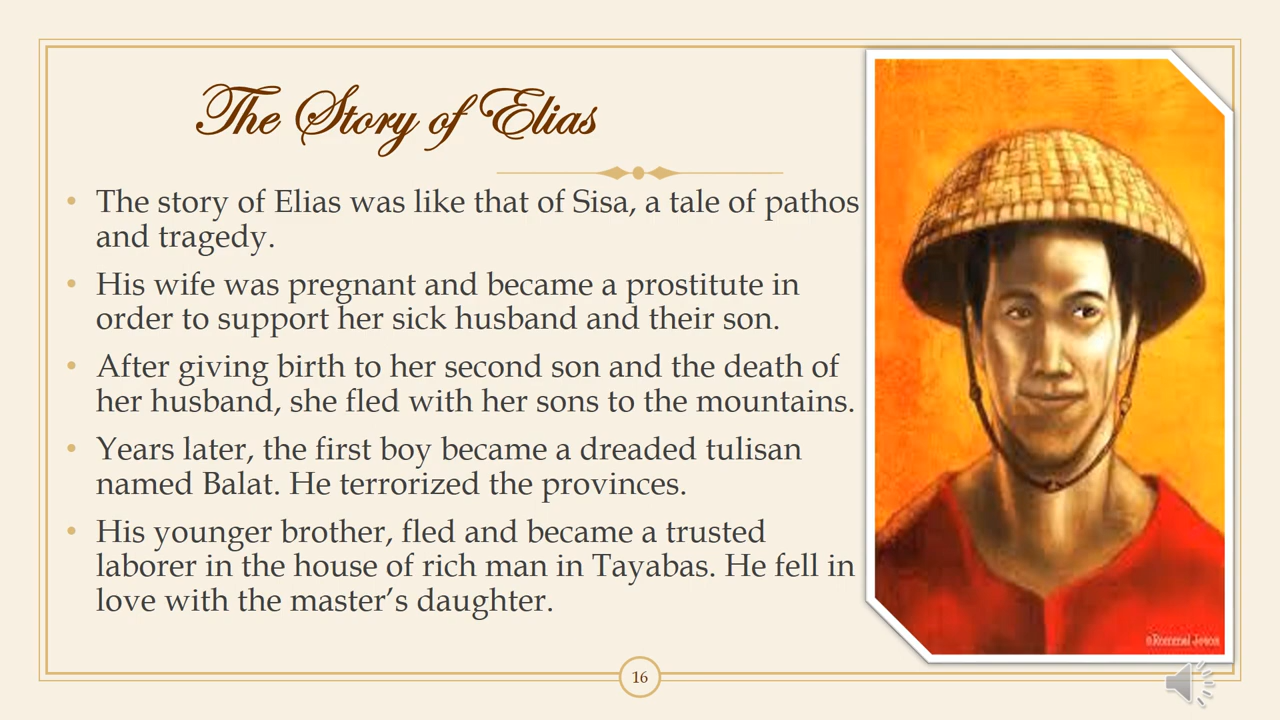 The Story of Elias
• The story of Elias was like that of Sisa, a tale of pathos
and tragedy.
• His wife was pregnant and became a prostitute in
order to support her sick husband and their son.
• After giving birth to her second son and the death of
her husband, she fled with her sons to the mountains.
• Years later, the first boy became a dreaded tulisan
named Balat. He terrorized the provinces.
• His younger brother, fled and became a trusted
laborer in the house of rich man in Tayabas. He fell in
love with the master’s daughter.
©Rommel Joson
16